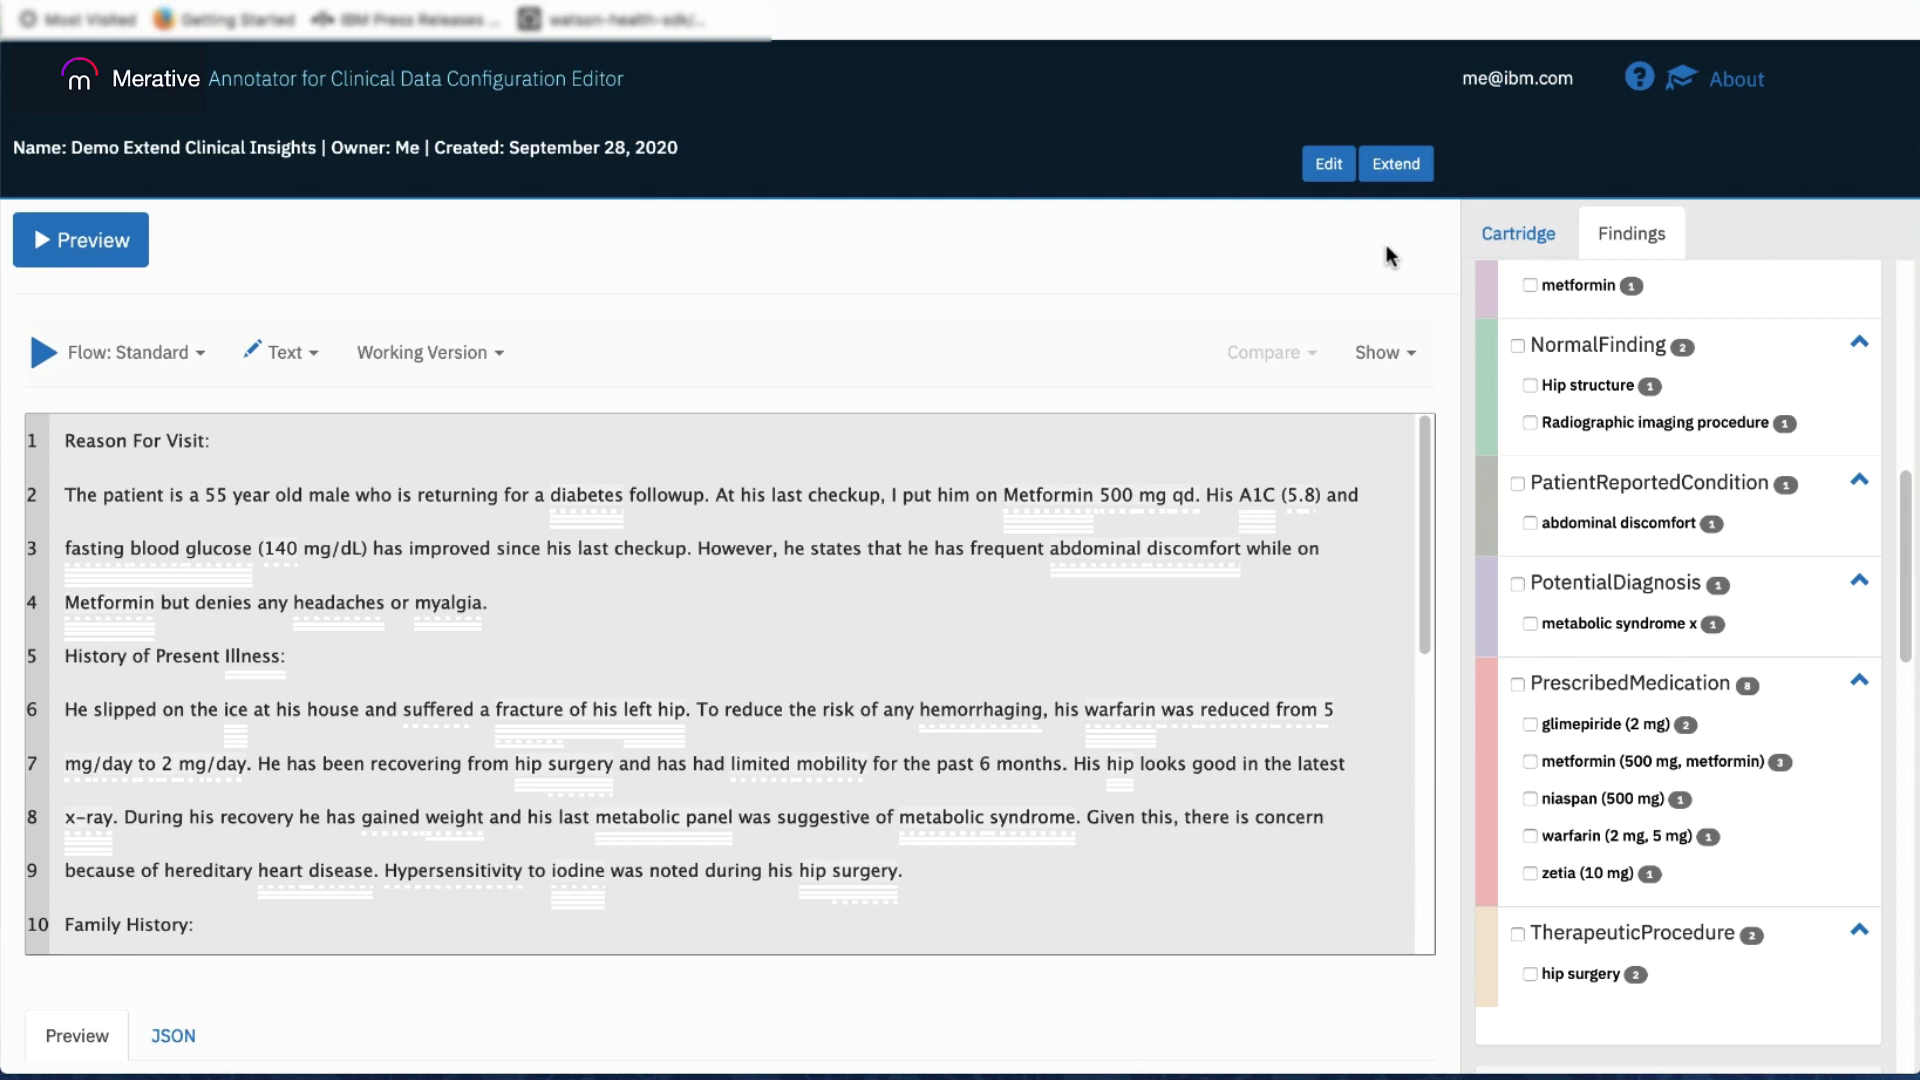 Most Visited Getting Started IBM Press Releases ... watson-health-sdk/...
m Merative Annotator for Clinical Data Configuration Editor
me@ibm.com ? About
Name: Demo Extend Clinical Insights | Owner: Me | Created: September 28, 2020
Edit Extend
Preview
Cartridge Findings
Flow: Standard Text Working Version Compare Show
1 Reason For Visit:
2 The patient is a 55 year old male who is returning for a diabetes followup. At his last checkup, I put him on Metformin 500 mg qd. His A1C (5.8) and
3 fasting blood glucose (140 mg/dL) has improved since his last checkup. However, he states that he has frequent abdominal discomfort while on
4 Metformin but denies any headaches or myalgia.
5 History of Present Illness:
6 He slipped on the ice at his house and suffered a fracture of his left hip. To reduce the risk of any hemorrhaging, his warfarin was reduced from 5
7 mg/day to 2 mg/day. He has been recovering from hip surgery and has had limited mobility for the past 6 months. His hip looks good in the latest
8 x-ray. During his recovery he has gained weight and his last metabolic panel was suggestive of metabolic syndrome. Given this, there is concern
9 because of hereditary heart disease. Hypersensitivity to iodine was noted during his hip surgery.
10 Family History:
Preview JSON
metformin 1
NormalFinding 2
Hip structure 1
Radiographic imaging procedure 1
PatientReportedCondition 1
abdominal discomfort 1
PotentialDiagnosis 1
metabolic syndrome x 1
PrescribedMedication 8
glimepiride (2 mg) 2
metformin (500 mg, metformin) 3
niaspan (500 mg) 1
warfarin (2 mg, 5 mg) 1
zetia (10 mg) 1
TherapeuticProcedure 2
hip surgery 2